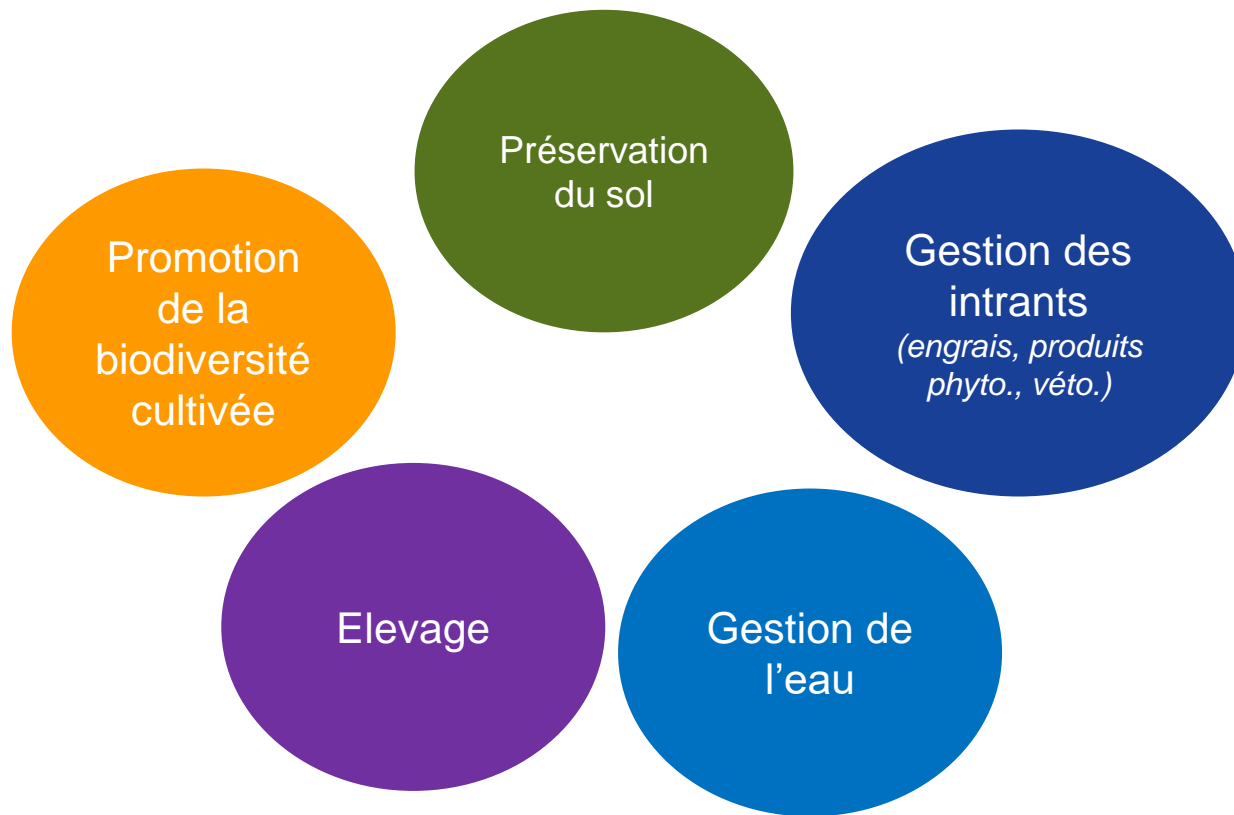 Préservation
du sol
Promotion
de la
biodiversité
cultivée
Gestion des
intrants
(engrais, produits
phyto., véto.)
Elevage
Gestion de
l’eau